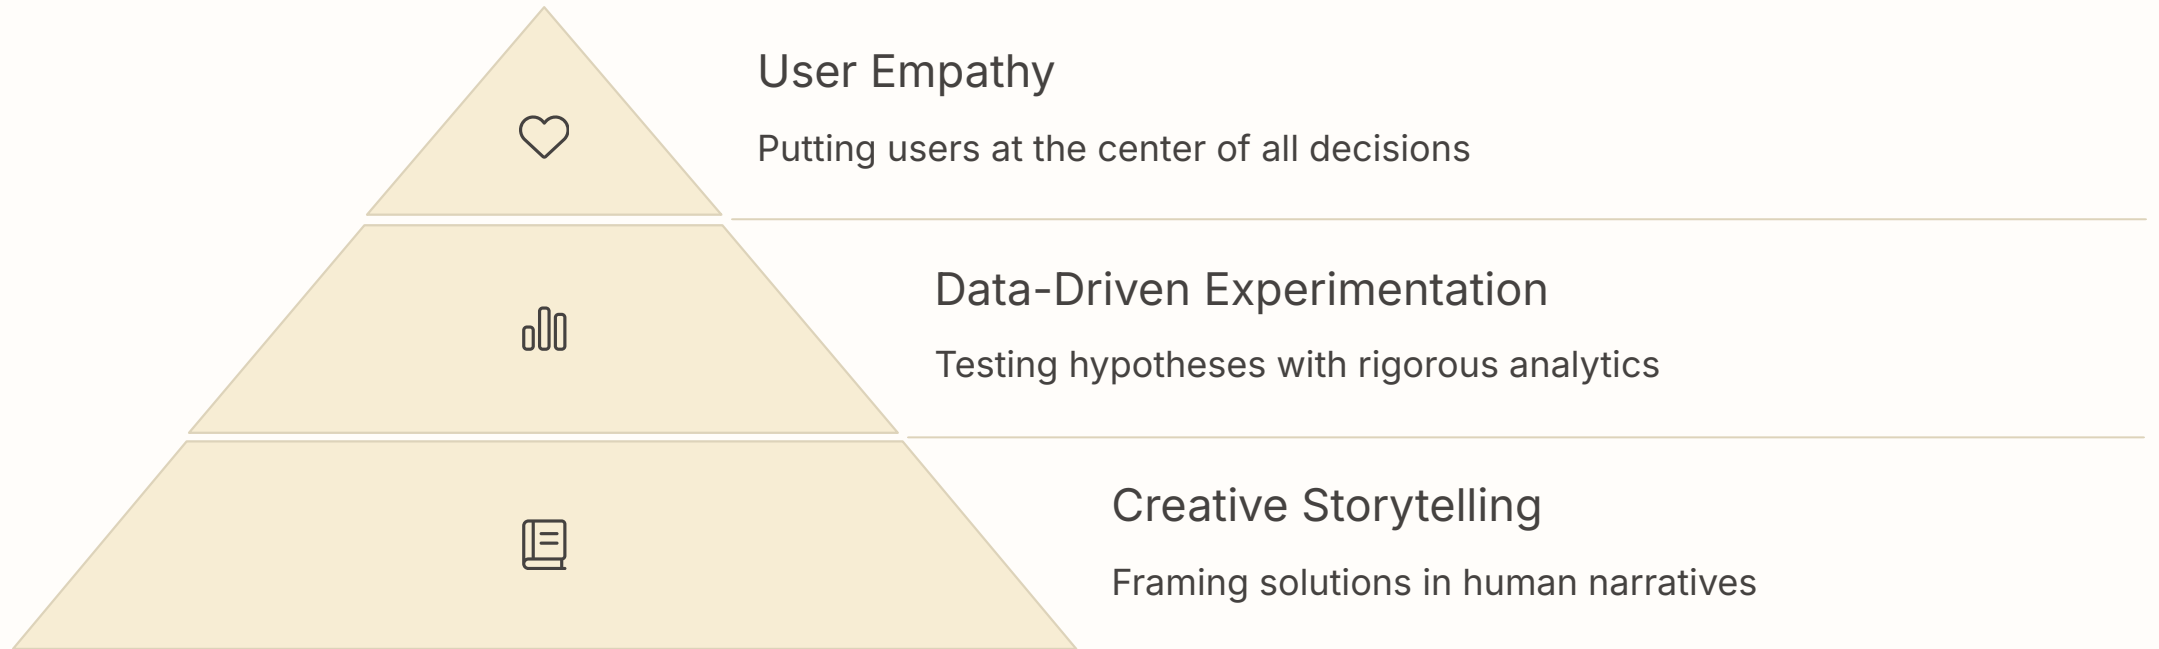 User Empathy
Putting users at the center of all decisions
Data-Driven Experimentation
Testing hypotheses with rigorous analytics
Creative Storytelling
Framing solutions in human narratives